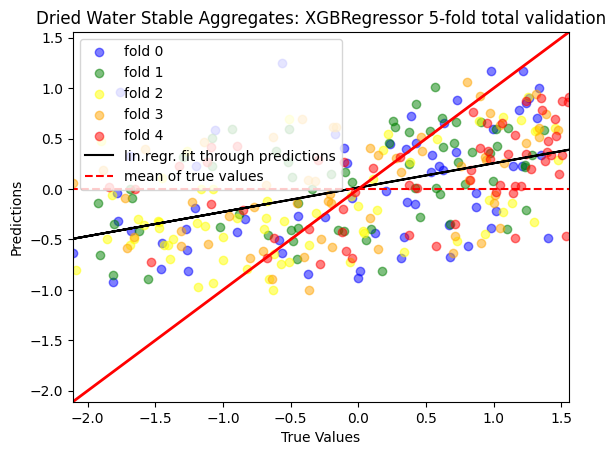 Dried Water Stable Aggregates: XGBRegressor 5-fold total validation
1.5
1.0
0.5
0.0
−0.5
−1.0
−1.5
−2.0
Predictions
fold 0
fold 1
fold 2
fold 3
fold 4
lin.regr. fit through predictions
mean of true values
−2.0 −1.5 −1.0 −0.5 0.0 0.5 1.0 1.5
True Values